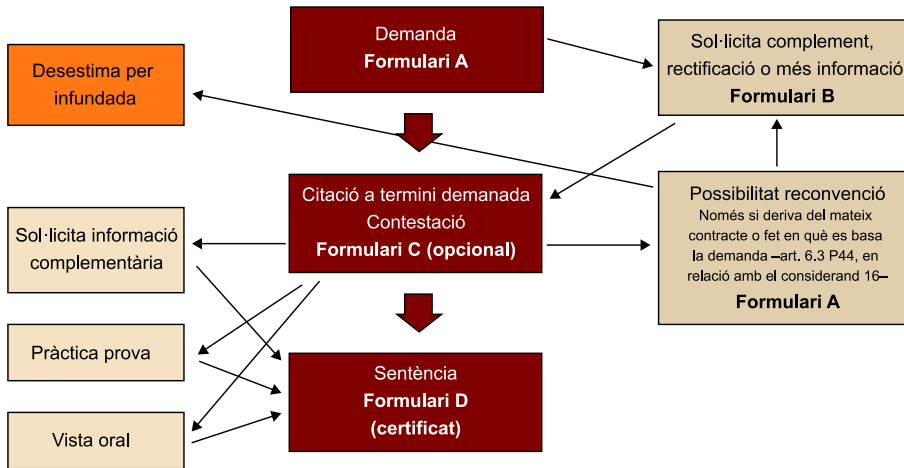 Demanda
Formulari A
Sol·licita complement,
rectificació o més informació
Formulari B
Desestima per
infundada
Citació a termini demanada
Contestació
Formulari C (opcional)
Possibilitat reconvenció
Només si deriva del mateix
contracte o fet en què es basa
la demanda –art. 6.3 P44, en
relació amb el considerand 16–
Formulari A
Sol·licita informació
complementària
Pràctica prova
Vista oral
Sentència
Formulari D
(certificat)